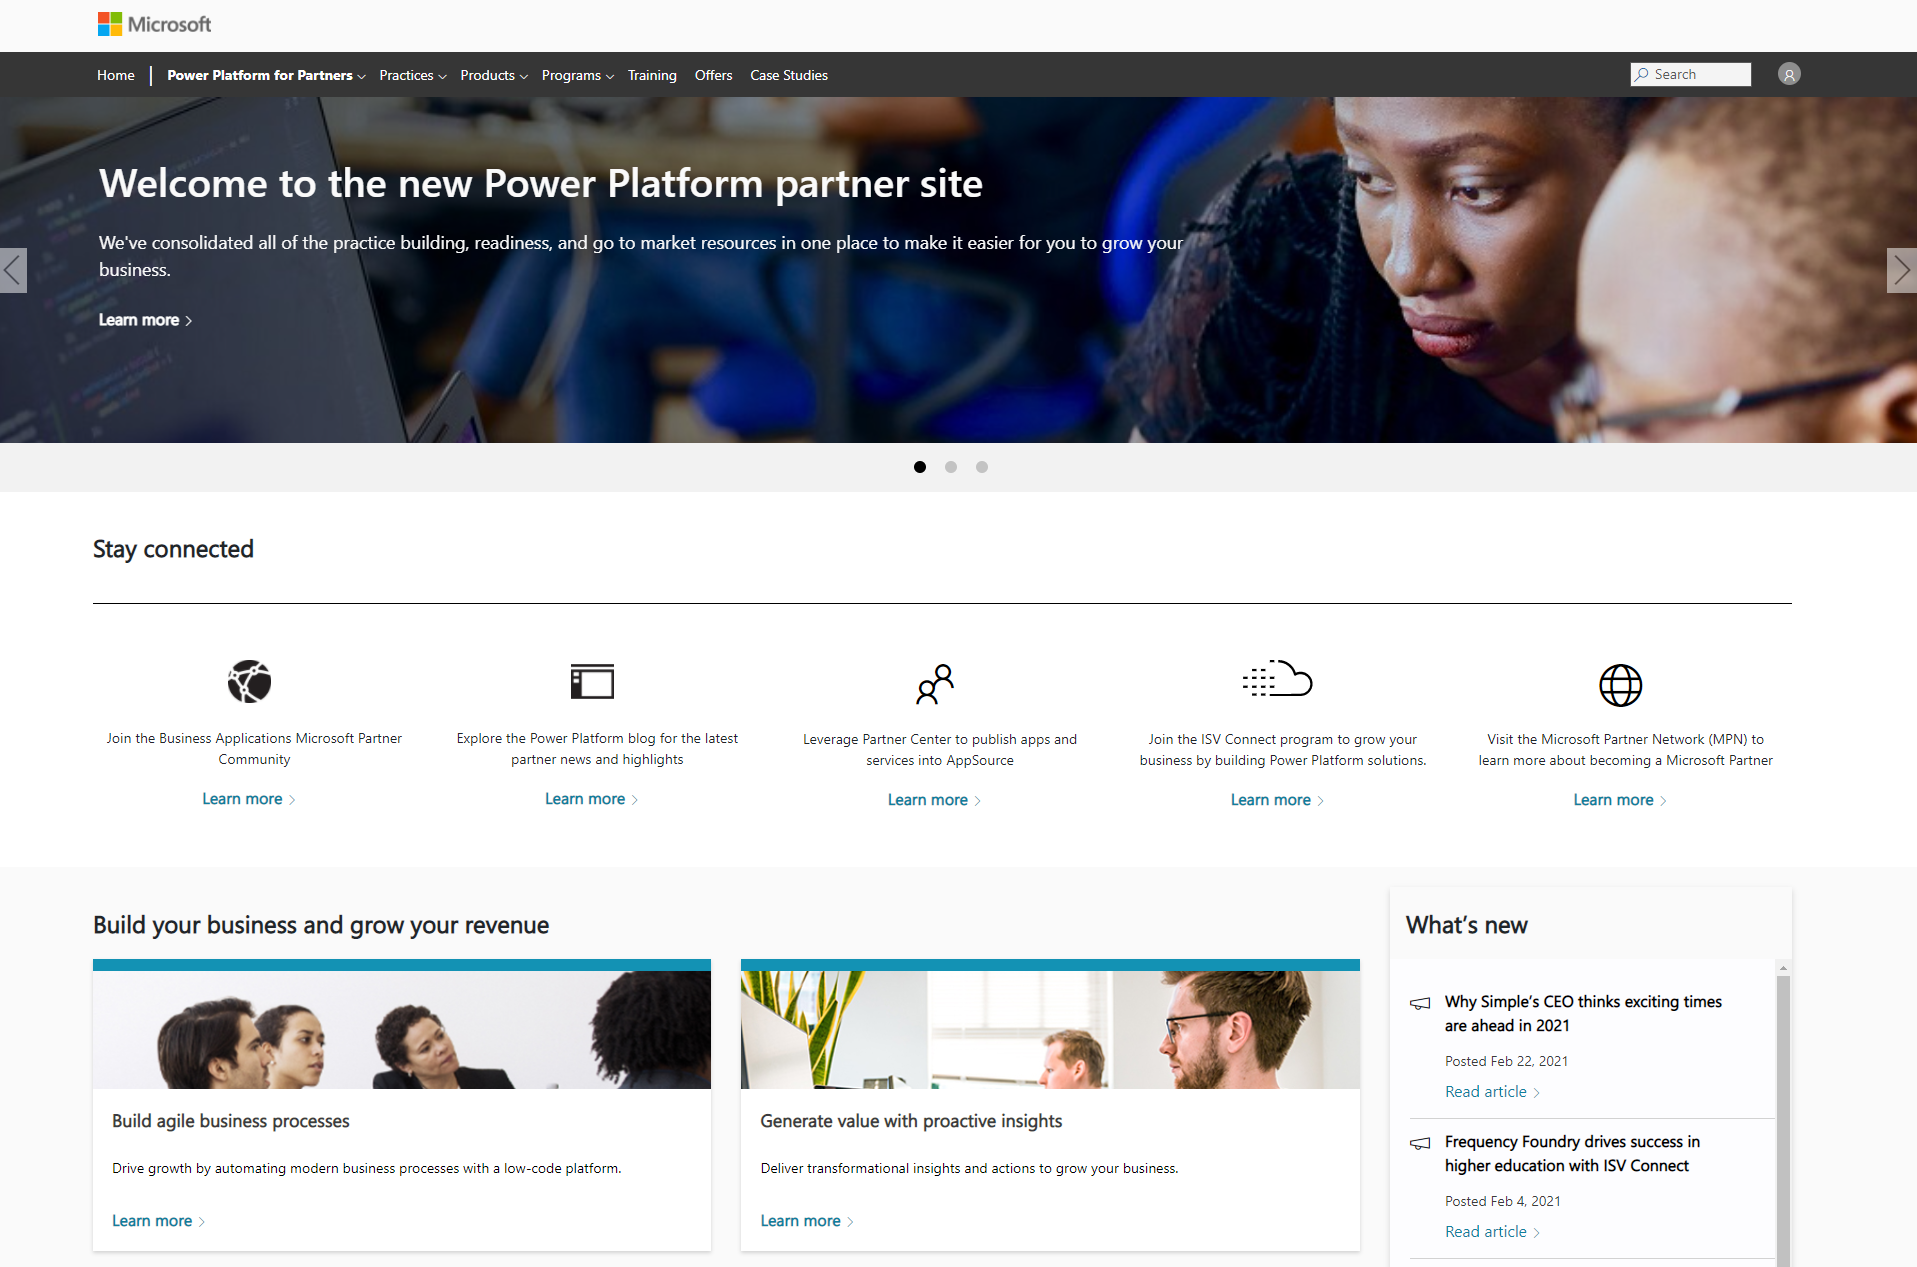 Microsoft
Home
Power Platform for Partners
Practices
Products
Programs
Training
Offers
Case Studies
Search
Welcome to the new Power Platform partner site
We've consolidated all of the practice building, readiness, and go to market resources in one place to make it easier for you to grow your
business.
Learn more
Stay connected
Join the Business Applications Microsoft Partner
Community
Learn more
Explore the Power Platform blog for the latest
partner news and highlights
Learn more
Leverage Partner Center to publish apps and
services into AppSource
Learn more
Join the ISV Connect program to grow your
business by building Power Platform solutions.
Learn more
Visit the Microsoft Partner Network (MPN) to
learn more about becoming a Microsoft Partner
Learn more
Build your business and grow your revenue
Build agile business processes
Drive growth by automating modern business processes with a low-code platform.
Learn more
Generate value with proactive insights
Deliver transformational insights and actions to grow your business.
Learn more
What's new
Why Simple's CEO thinks exciting times
are ahead in 2021
Posted Feb 22, 2021
Read article
Frequency Foundry drives success in
higher education with ISV Connect
Posted Feb 4, 2021
Read article